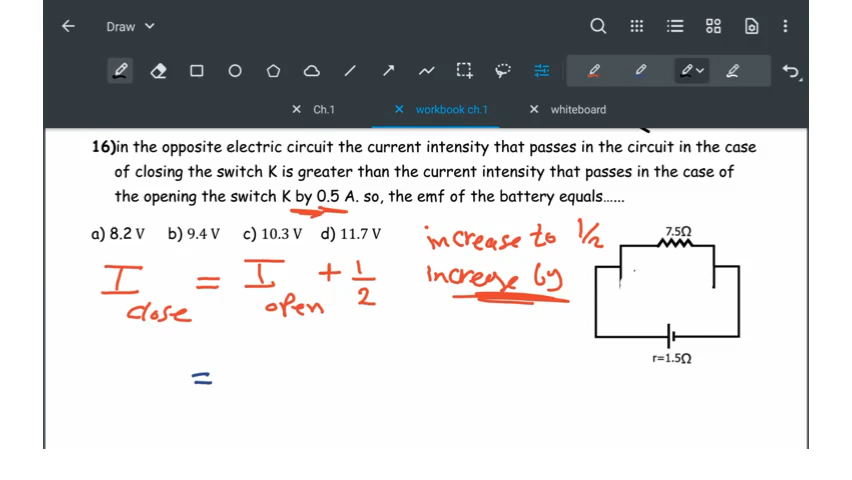 Draw
Ch.1
workbook ch.1
whiteboard
16)in the opposite electric circuit the current intensity that passes in the circuit in the case
of closing the switch K is greater than the current intensity that passes in the case of
the opening the switch K by 0.5 A. so, the emf of the battery equals......
a) 8.2 V b) 9.4 V c) 10.3 V d) 11.7 V
increase to 1/2
increase by
I close = I open + 1/2
=
7.5Ω
r=1.5Ω